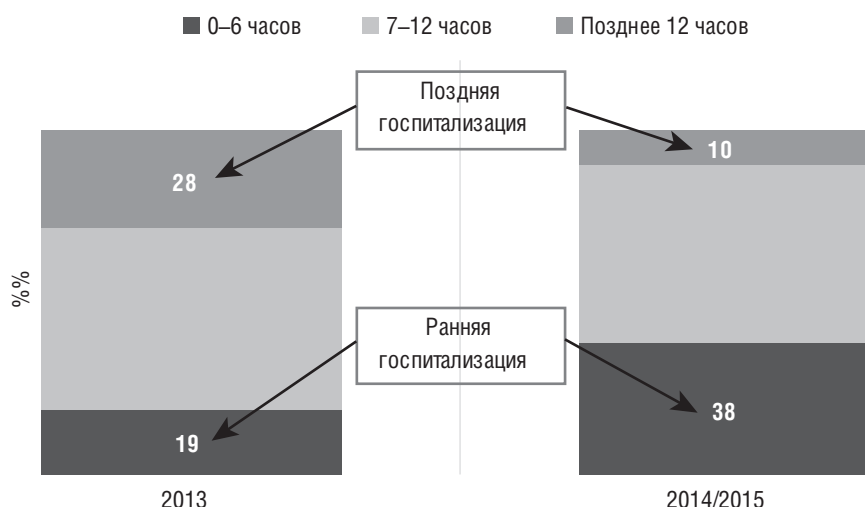 0–6 часов 7–12 часов Позднее 12 часов
Поздняя
госпитализация
28
10
%%
Ранняя
госпитализация
19
38
2013
2014/2015